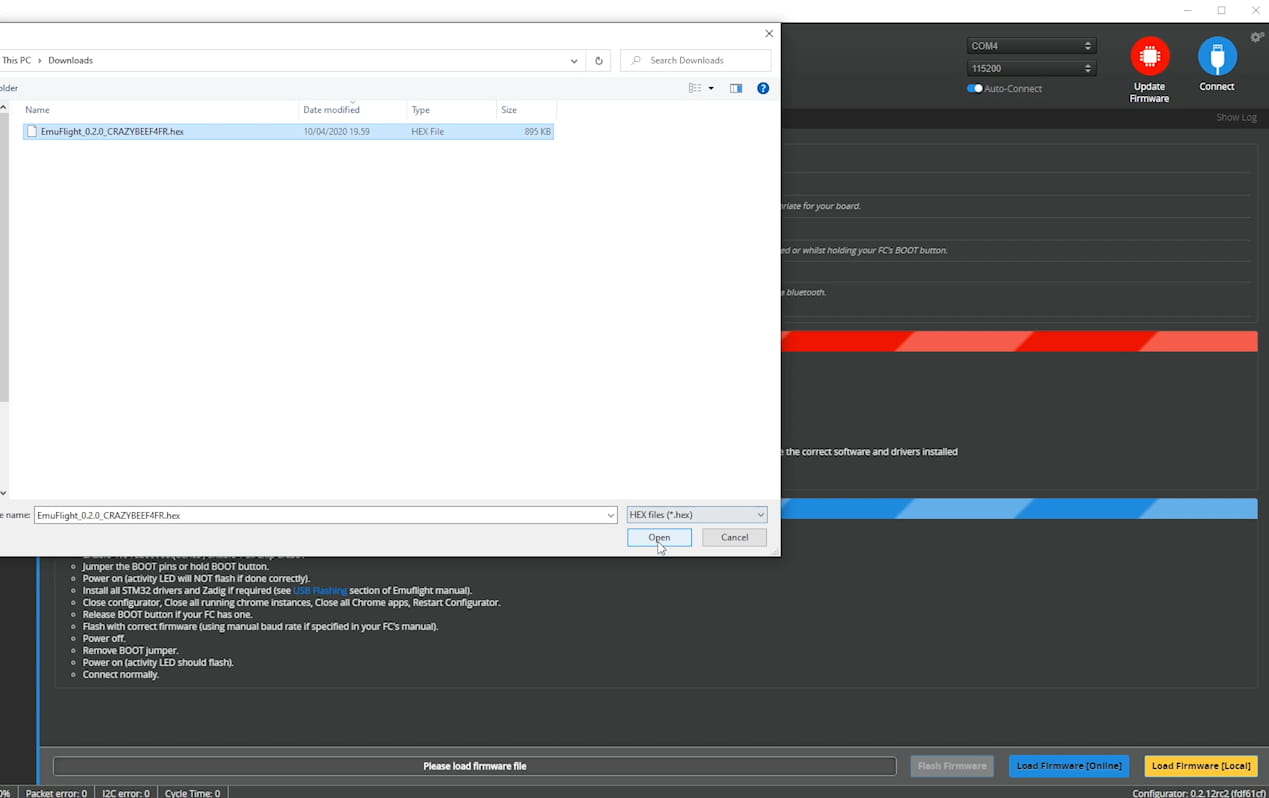 This PC › Downloads
Search Downloads
older
Name Date modified Type Size
EmuFlight_0.2.0_CRAZYBEEF4FR.hex 10/04/2020 19.59 HEX File 895 KB
e name: EmuFlight_0.2.0_CRAZYBEEF4FR.hex HEX files (*.hex)
Open Cancel
COM4
115200
Auto-Connect
Update
Firmware
Connect
Show Log
riate for your board.
ed or whilst holding your FC's BOOT button.
a bluetooth.
e the correct software and drivers installed
Jumper the BOOT pins or hold BOOT button.
Power on (activity LED will NOT flash if done correctly).
Install all STM32 drivers and Zadig if required (see USB Flashing section of Emuflight manual).
Close configurator, Close all running chrome instances, Close all Chrome apps, Restart Configurator.
Release BOOT button if your FC has one.
Flash with correct firmware (using manual baud rate if specified in your FC's manual).
Power off.
Remove BOOT jumper.
Power on (activity LED should flash).
Connect normally.
Please load firmware file
Flash Firmware
Load Firmware [Online]
Load Firmware [Local]
0% Packet error: 0 I2C error: 0 Cycle Time: 0
Configurator: 0.2.12rc2 (fdf61cf)